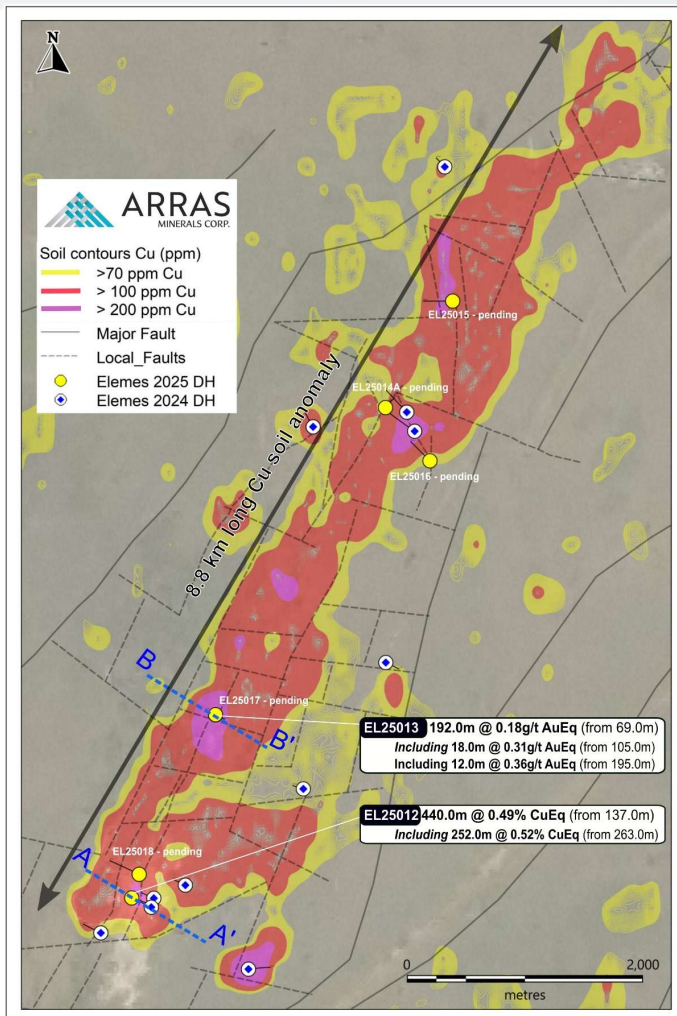 N
ARRAS
MINERALS CORP.
Soil contours Cu (ppm)
>70 ppm Cu
> 100 ppm Cu
> 200 ppm Cu
Major Fault
Local_Faults
Elemes 2025 DH
Elemes 2024 DH
8.8 km long Cu soil anomaly
EL25015 - pending
EL25014A - pending
EL25016 - pending
B
EL25017 - pending
B'
EL25013 192.0m @ 0.18g/t AuEq (from 69.0m)
Including 18.0m @ 0.31g/t AuEq (from 105.0m)
Including 12.0m @ 0.36g/t AuEq (from 195.0m)
EL25012 440.0m @ 0.49% CuEq (from 137.0m)
Including 252.0m @ 0.52% CuEq (from 263.0m)
EL25018 - pending
A
A'
0 2,000
metres